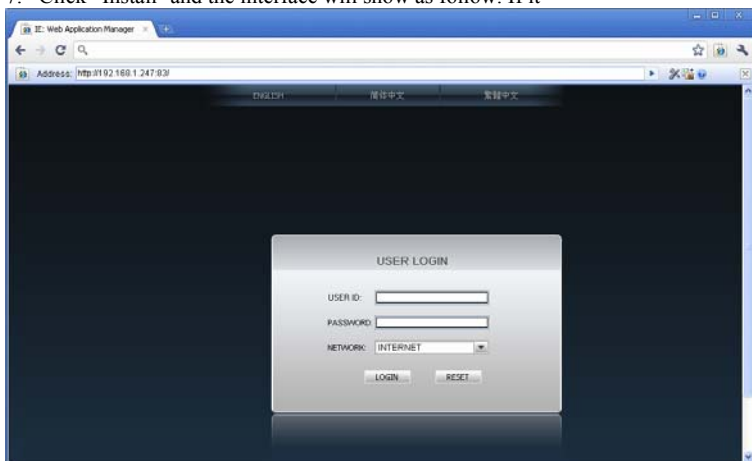 7. Click "Install" and the interface will show as follow. If it
IE: Web Application Manager
Address: http://192.168.1.247:83/
ENGLISH 简体中文 繁體中文
USER LOGIN
USER ID:
PASSWORD:
NETWORK: INTERNET
LOGIN RESET